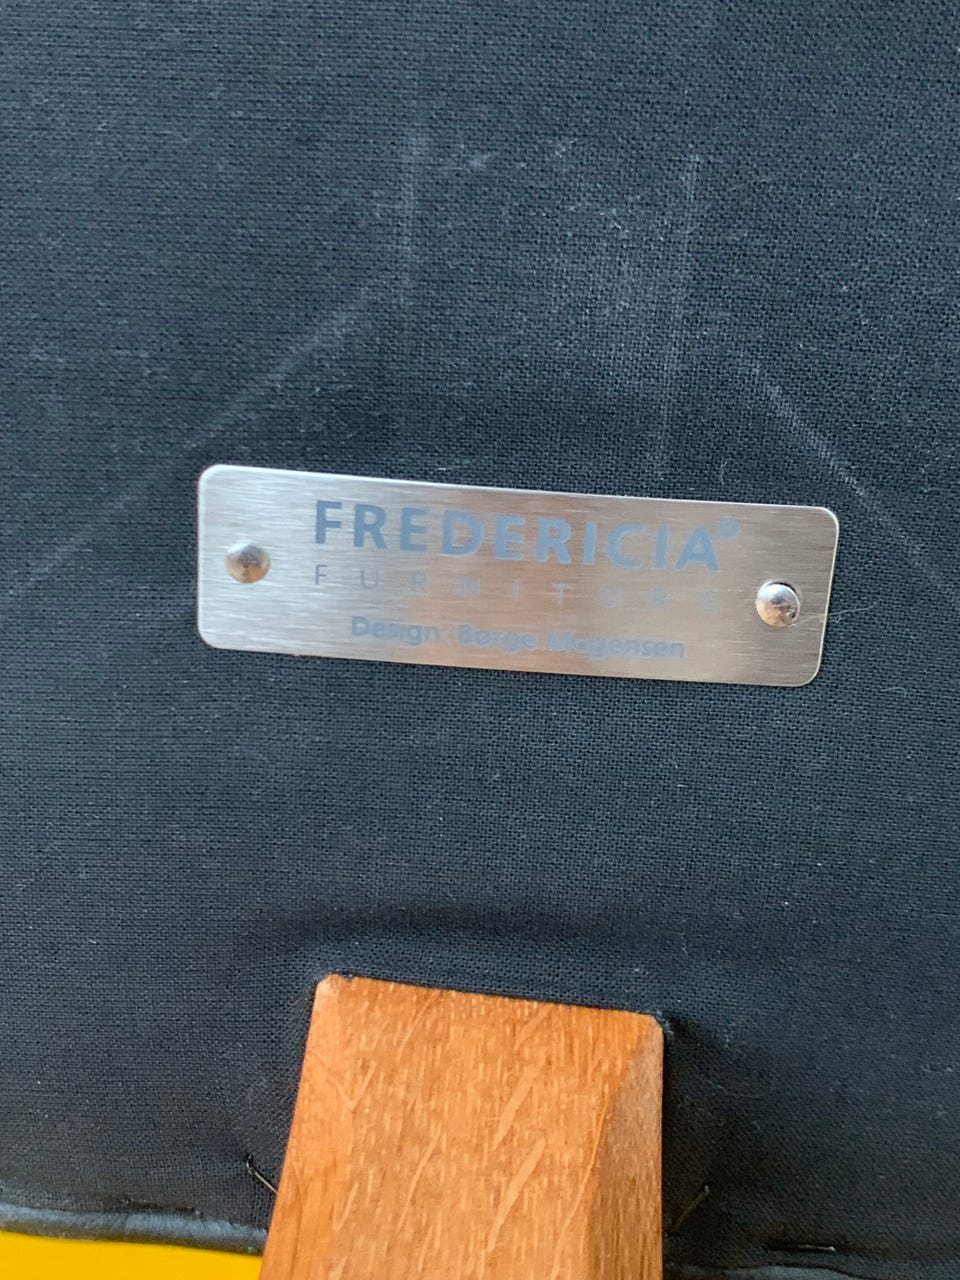 FREDERICIA®
FURNITURE
Design Børge Mogensen